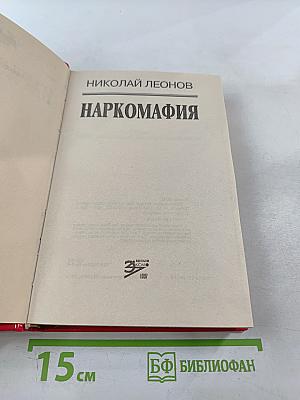 НИКОЛАЙ ЛЕОНОВ
НАРКОМАФИЯ
15 см
БФ БИБЛИОФАН